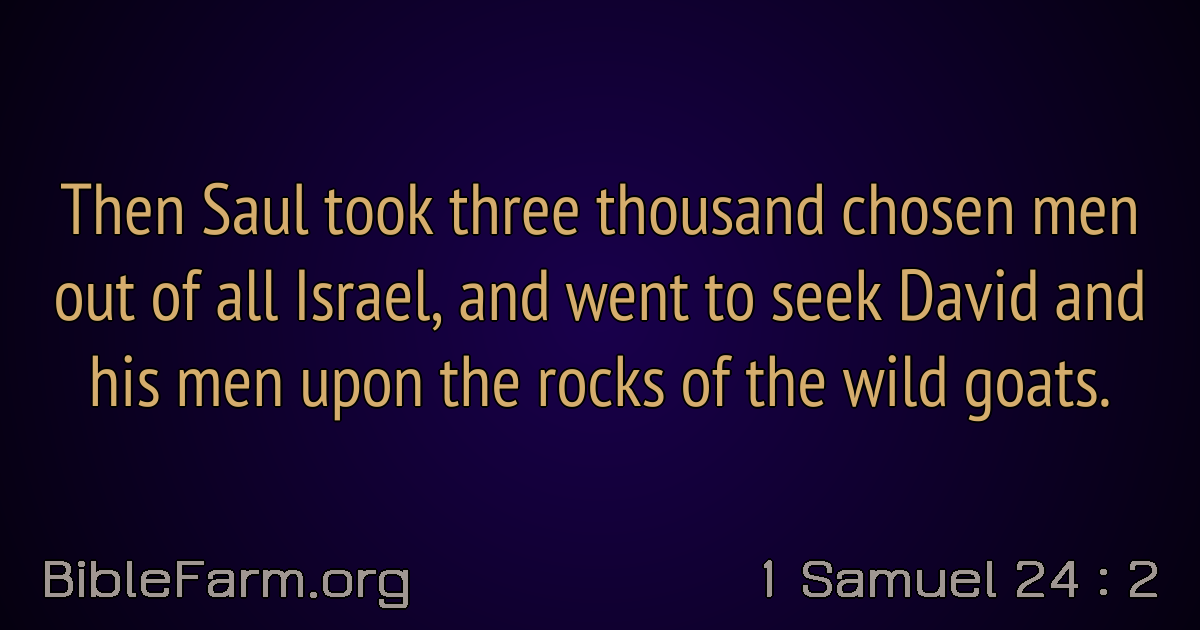 Then Saul took three thousand chosen men
out of all Israel, and went to seek David and
his men upon the rocks of the wild goats.
BibleFarm.org
1 Samuel 24 : 2